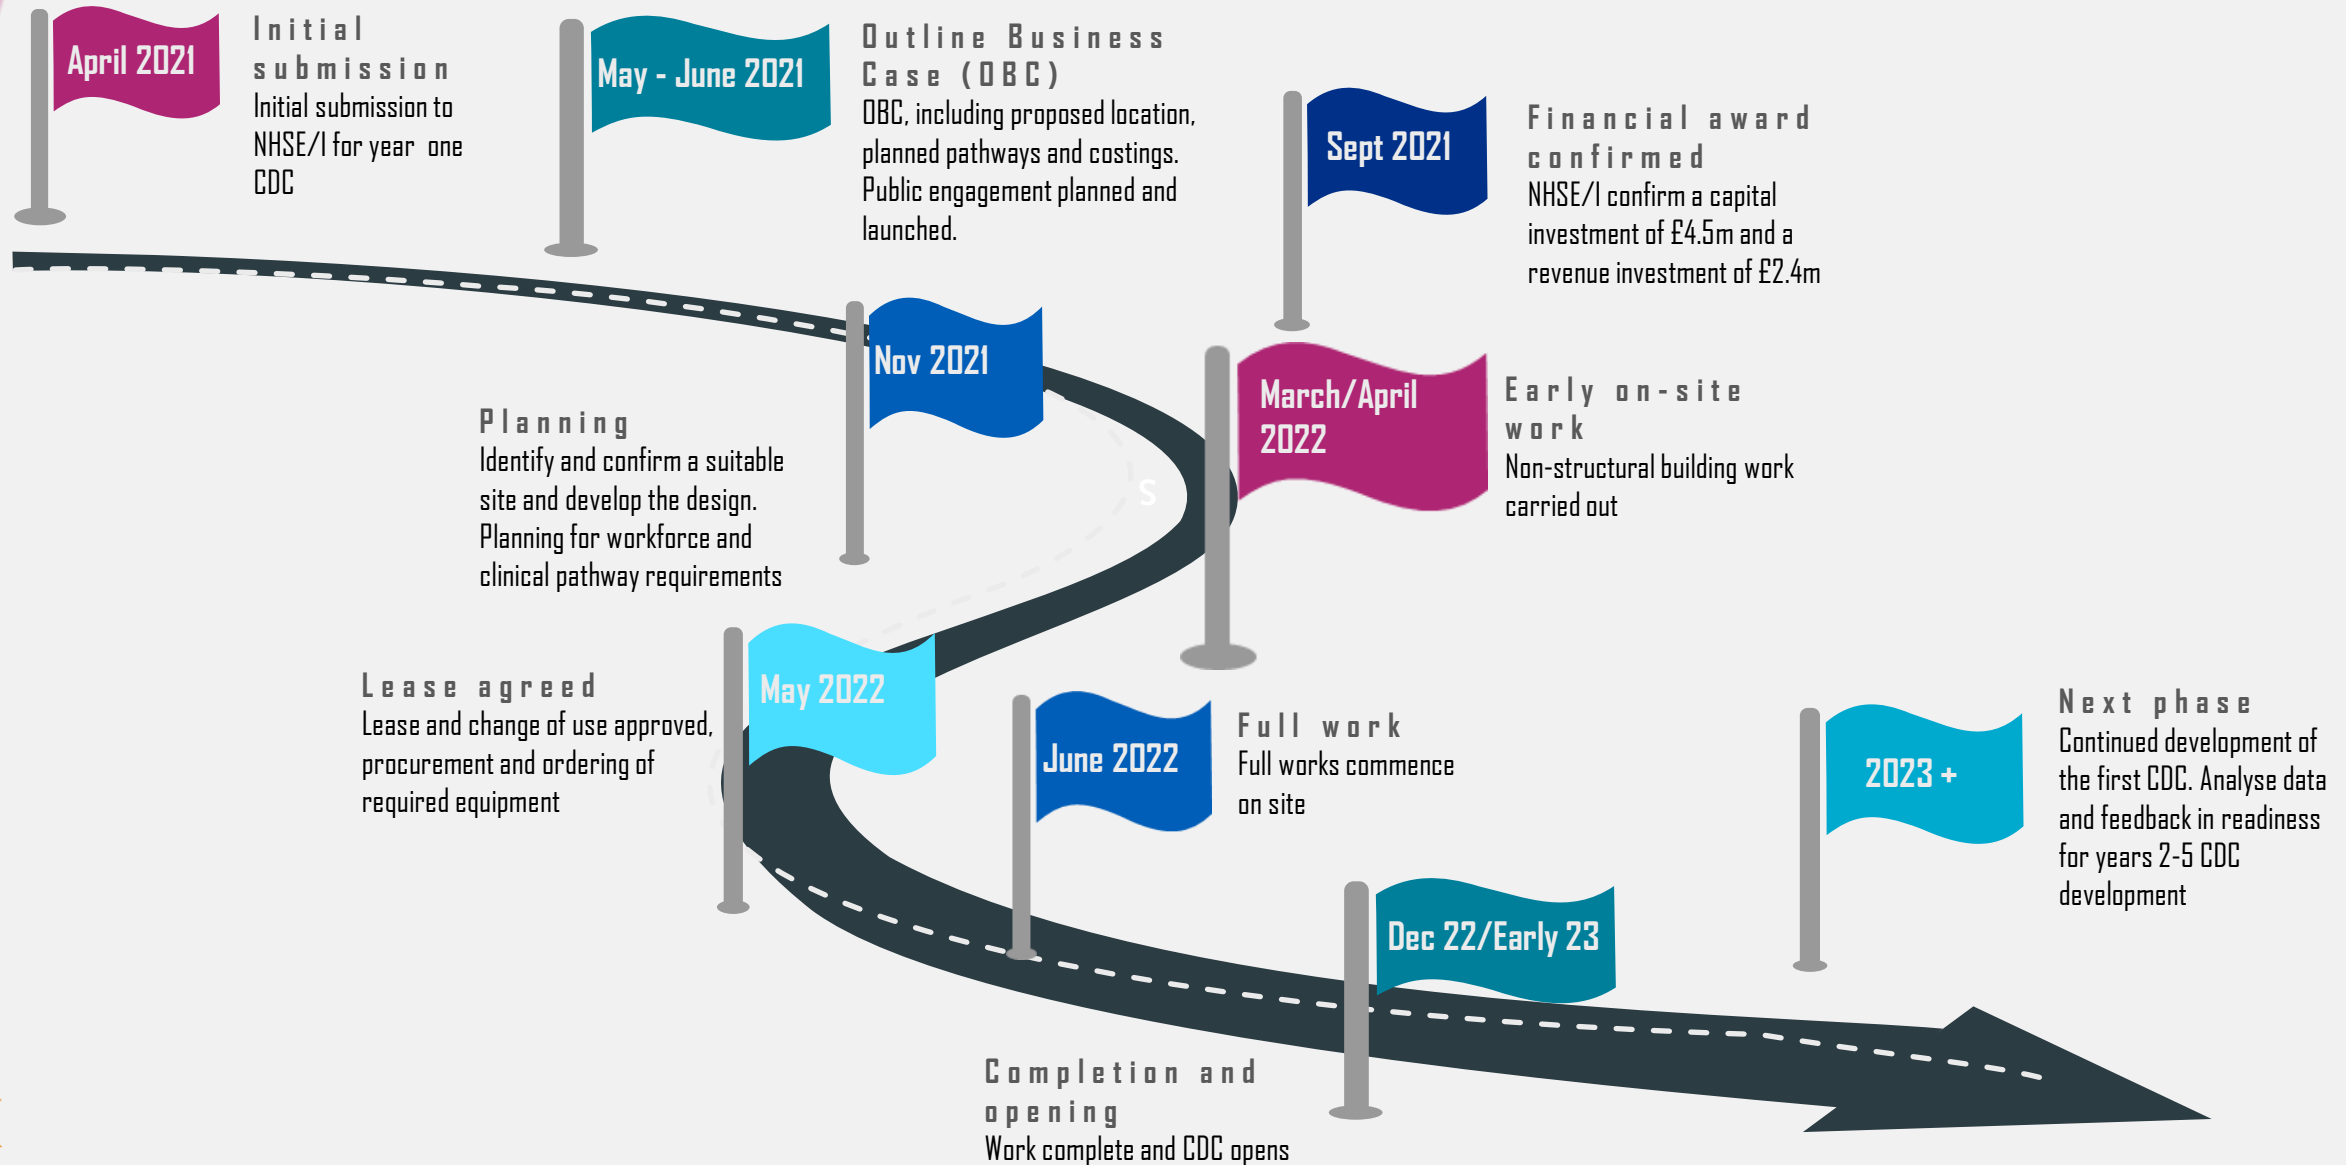 April 2021
Initial
submission
Initial submission to
NHSE/I for year one
CDC
May - June 2021
Outline Business
Case (OBC)
OBC, including proposed location,
planned pathways and costings.
Public engagement planned and
launched.
Sept 2021
Financial award
confirmed
NHSE/I confirm a capital
investment of £4.5m and a
revenue investment of £2.4m
Nov 2021
Planning
Identify and confirm a suitable
site and develop the design.
Planning for workforce and
clinical pathway requirements
S
March/April
2022
Early on-site
work
Non-structural building work
carried out
May 2022
Lease agreed
Lease and change of use approved,
procurement and ordering of
required equipment
June 2022
Full work
Full works commence
on site
Dec 22/Early 23
Completion and
opening
Work complete and CDC opens
2023 +
Next phase
Continued development of
the first CDC. Analyse data
and feedback in readiness
for years 2-5 CDC
development